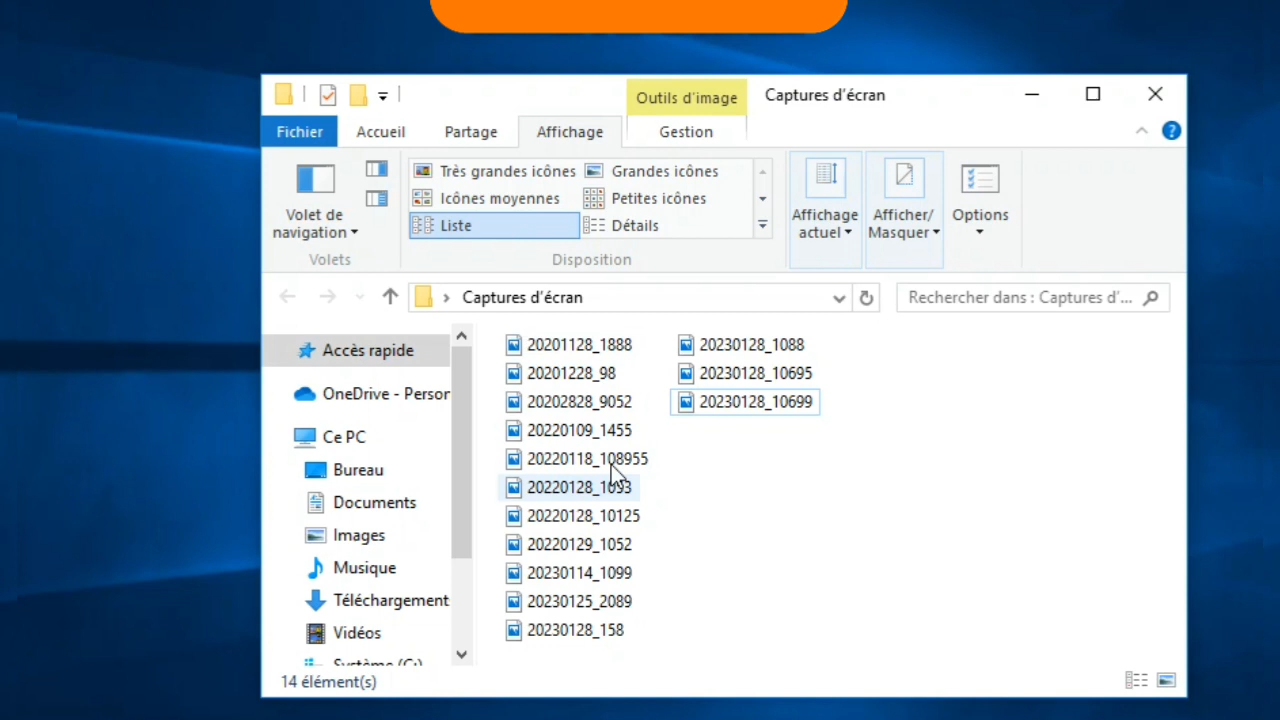 Outils d'image
Captures d'écran
Fichier
Accueil
Partage
Affichage
Gestion
Volet de
navigation
Très grandes icônes
Grandes icônes
Icônes moyennes
Petites icônes
Liste
Détails
Affichage
actuel
Afficher/
Masquer
Options
Volets
Disposition
Captures d'écran
Rechercher dans : Captures d'...
Accès rapide
OneDrive - Person
Ce PC
Bureau
Documents
Images
Musique
Téléchargement
Vidéos
Système (C:)
20201128_1888
20201228_98
20202828_9052
20220109_1455
20220118_108955
20220128_1093
20220128_10125
20220129_1052
20230114_1099
20230125_2089
20230128_158
20230128_1088
20230128_10695
20230128_10699
14 élément(s)